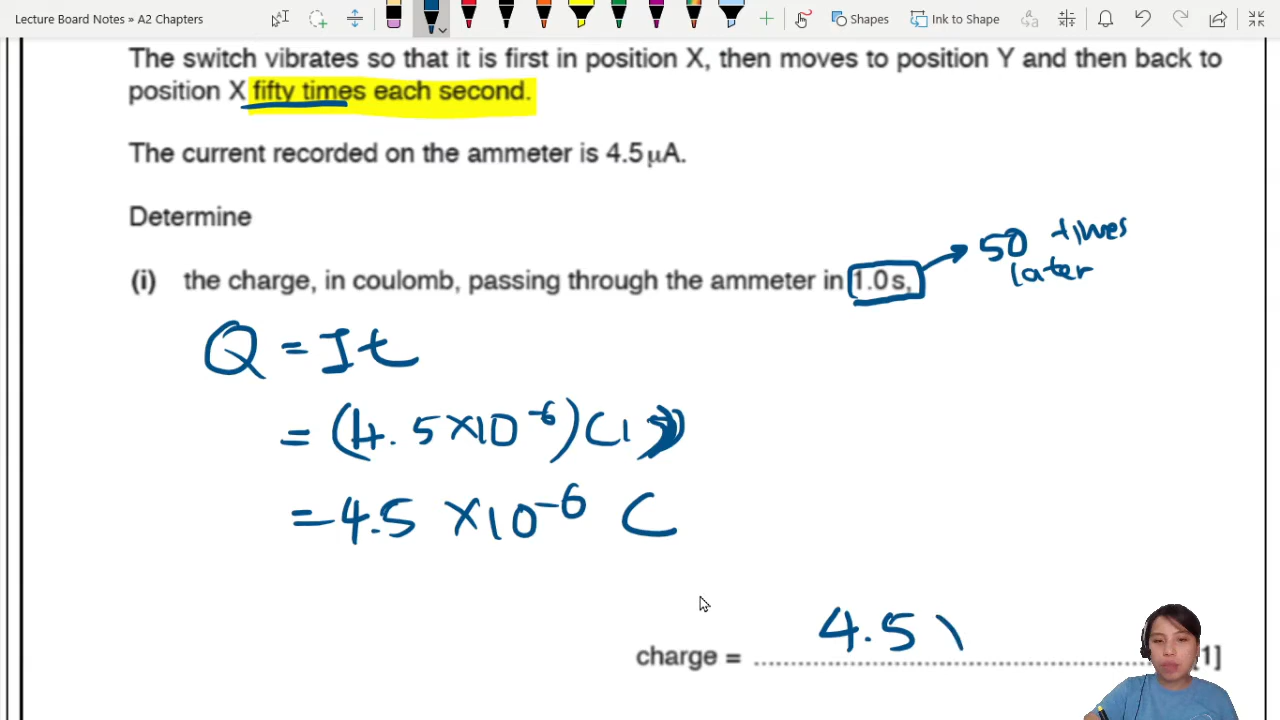 Lecture Board Notes » A2 Chapters
Shapes
Ink to Shape
The switch vibrates so that it is first in position X, then moves to position Y and then back to
position X fifty times each second.
The current recorded on the ammeter is 4.5 μA.
Determine
(i) the charge, in coulomb, passing through the ammeter in 1.0 s,
50 times
later
Q = It
= (4.5×10⁻⁶)(1)
= 4.5 ×10⁻⁶ C
4.5
charge = ............................................................ [1]